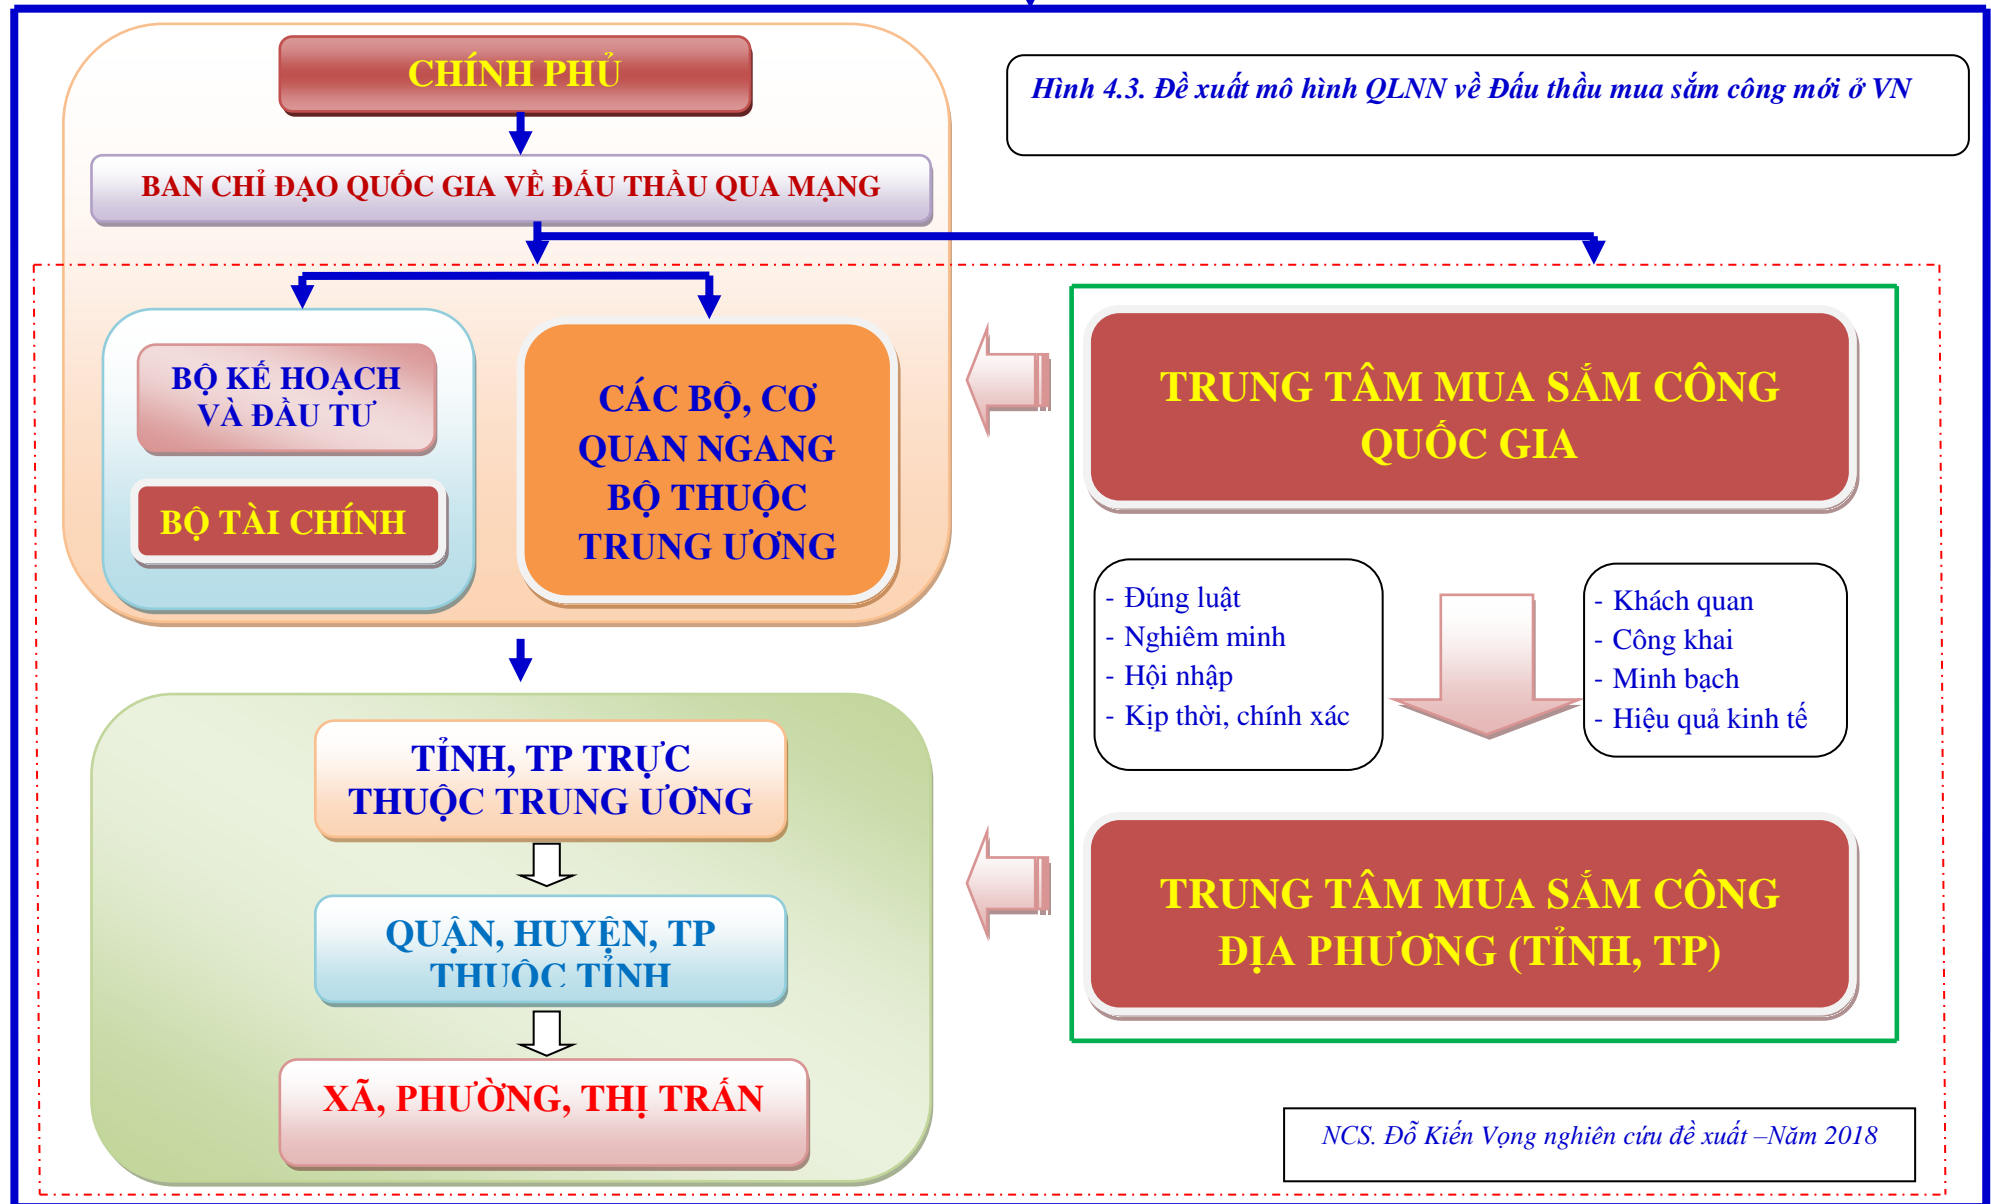 CHÍNH PHỦ
Hình 4.3. Đề xuất mô hình QLNN về Đấu thầu mua sắm công mới ở VN
BAN CHỈ ĐẠO QUỐC GIA VỀ ĐẤU THẦU QUA MẠNG
BỘ KẾ HOẠCH
VÀ ĐẦU TƯ
BỘ TÀI CHÍNH
CÁC BỘ, CƠ
QUAN NGANG
BỘ THUỘC
TRUNG ƯƠNG
TRUNG TÂM MUA SẮM CÔNG
QUỐC GIA
- Đúng luật
- Nghiêm minh
- Hội nhập
- Kịp thời, chính xác
- Khách quan
- Công khai
- Minh bạch
- Hiệu quả kinh tế
TỈNH, TP TRỰC
THUỘC TRUNG ƯƠNG
QUẬN, HUYỆN, TP
THUỘC TỈNH
XÃ, PHƯỜNG, THỊ TRẤN
TRUNG TÂM MUA SẮM CÔNG
ĐỊA PHƯƠNG (TỈNH, TP)
NCS. Đỗ Kiến Vọng nghiên cứu đề xuất –Năm 2018